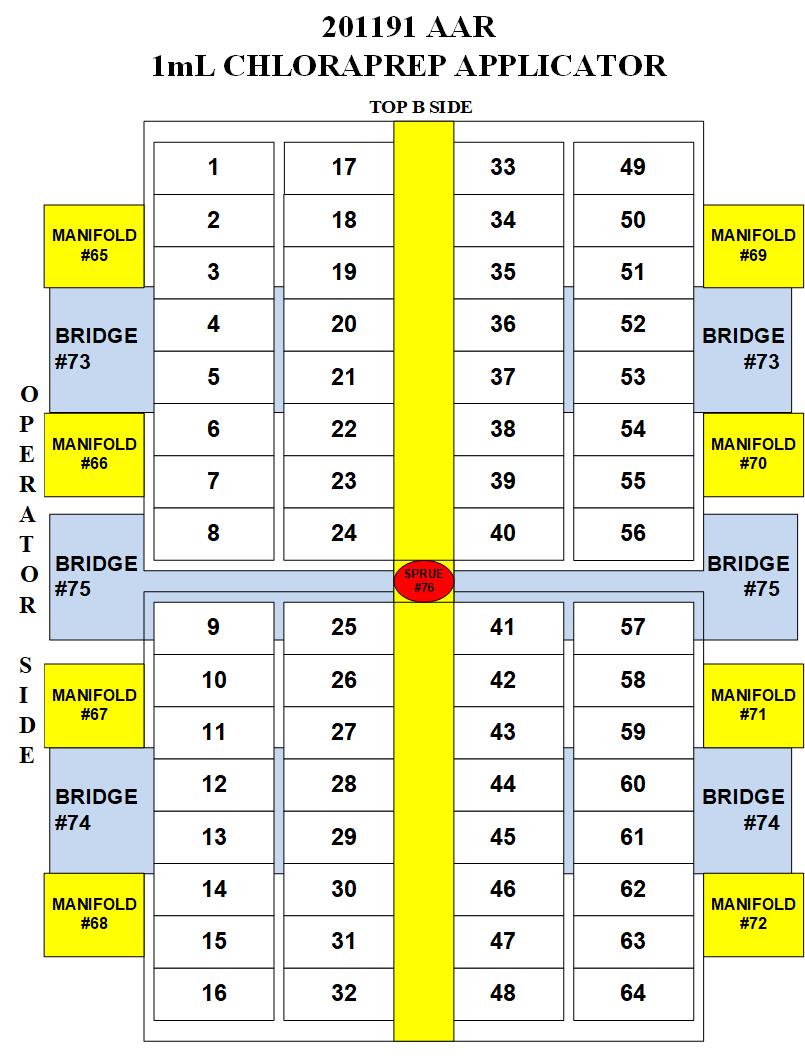 201191 AAR
1mL CHLORAPREP APPLICATOR
TOP B SIDE
OPERATOR SIDE
1 17 33 49
2 18 34 50
MANIFOLD #65
MANIFOLD #69
3 19 35 51
4 20 36 52
BRIDGE #73
BRIDGE #73
5 21 37 53
6 22 38 54
MANIFOLD #66
MANIFOLD #70
7 23 39 55
8 24 40 56
BRIDGE #75
SPRUE #76
BRIDGE #75
9 25 41 57
10 26 42 58
MANIFOLD #67
MANIFOLD #71
11 27 43 59
12 28 44 60
BRIDGE #74
BRIDGE #74
13 29 45 61
14 30 46 62
MANIFOLD #68
MANIFOLD #72
15 31 47 63
16 32 48 64